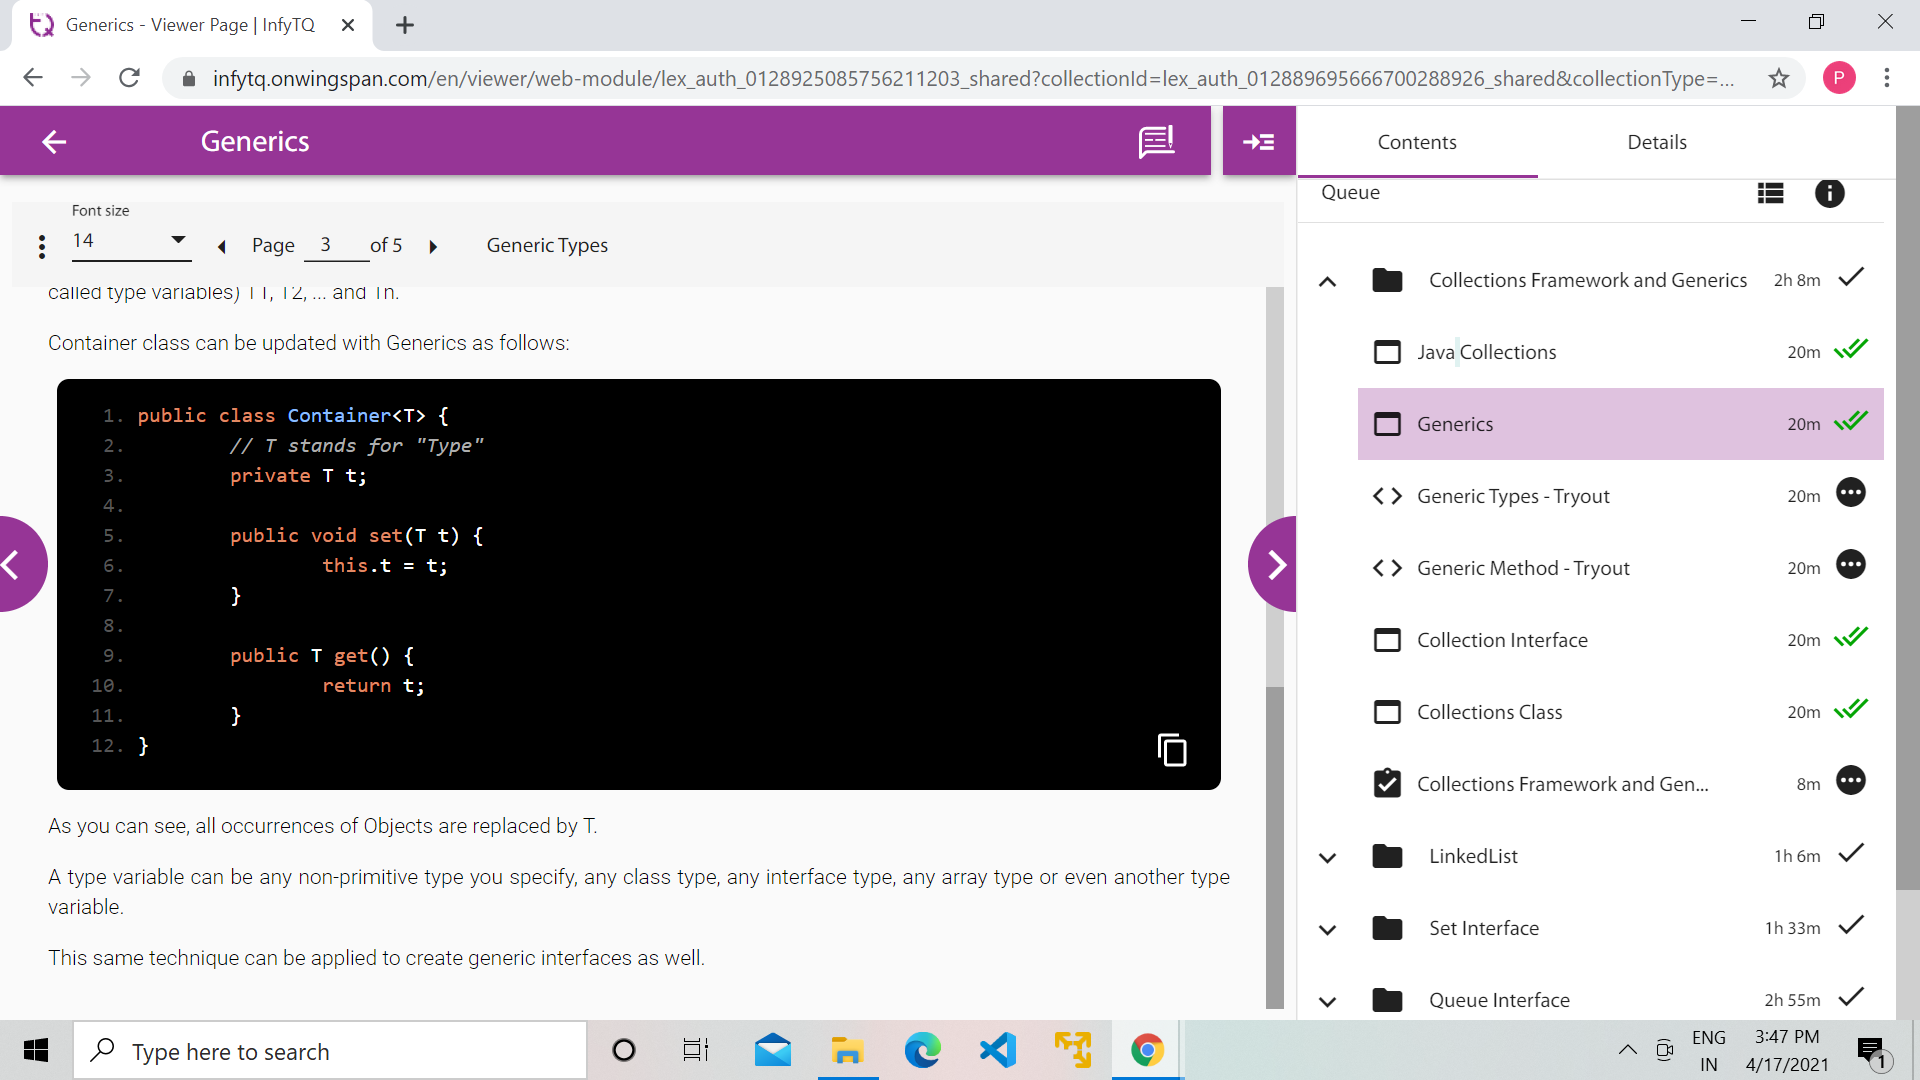 Generics - Viewer Page | InfyTQ
infytq.onwingspan.com/en/viewer/web-module/lex_auth_0128925085756211203_shared?collectionId=lex_auth_012889695666700288926_shared&collectionType=...
P
Generics
Contents
Details
Font size
14
Page 3 of 5
Generic Types
called type variables) T1, T2, ... and Tn.
Container class can be updated with Generics as follows:
1. public class Container<T> {
2. // T stands for "Type"
3. private T t;
4.
5. public void set(T t) {
6. this.t = t;
7. }
8.
9. public T get() {
10. return t;
11. }
12. }
As you can see, all occurrences of Objects are replaced by T.
A type variable can be any non-primitive type you specify, any class type, any interface type, any array type or even another type
variable.
This same technique can be applied to create generic interfaces as well.
Queue
Collections Framework and Generics 2h 8m
Java Collections 20m
Generics 20m
Generic Types - Tryout 20m
Generic Method - Tryout 20m
Collection Interface 20m
Collections Class 20m
Collections Framework and Gen... 8m
LinkedList 1h 6m
Set Interface 1h 33m
Queue Interface 2h 55m
Type here to search
ENG
IN
3:47 PM
4/17/2021
1